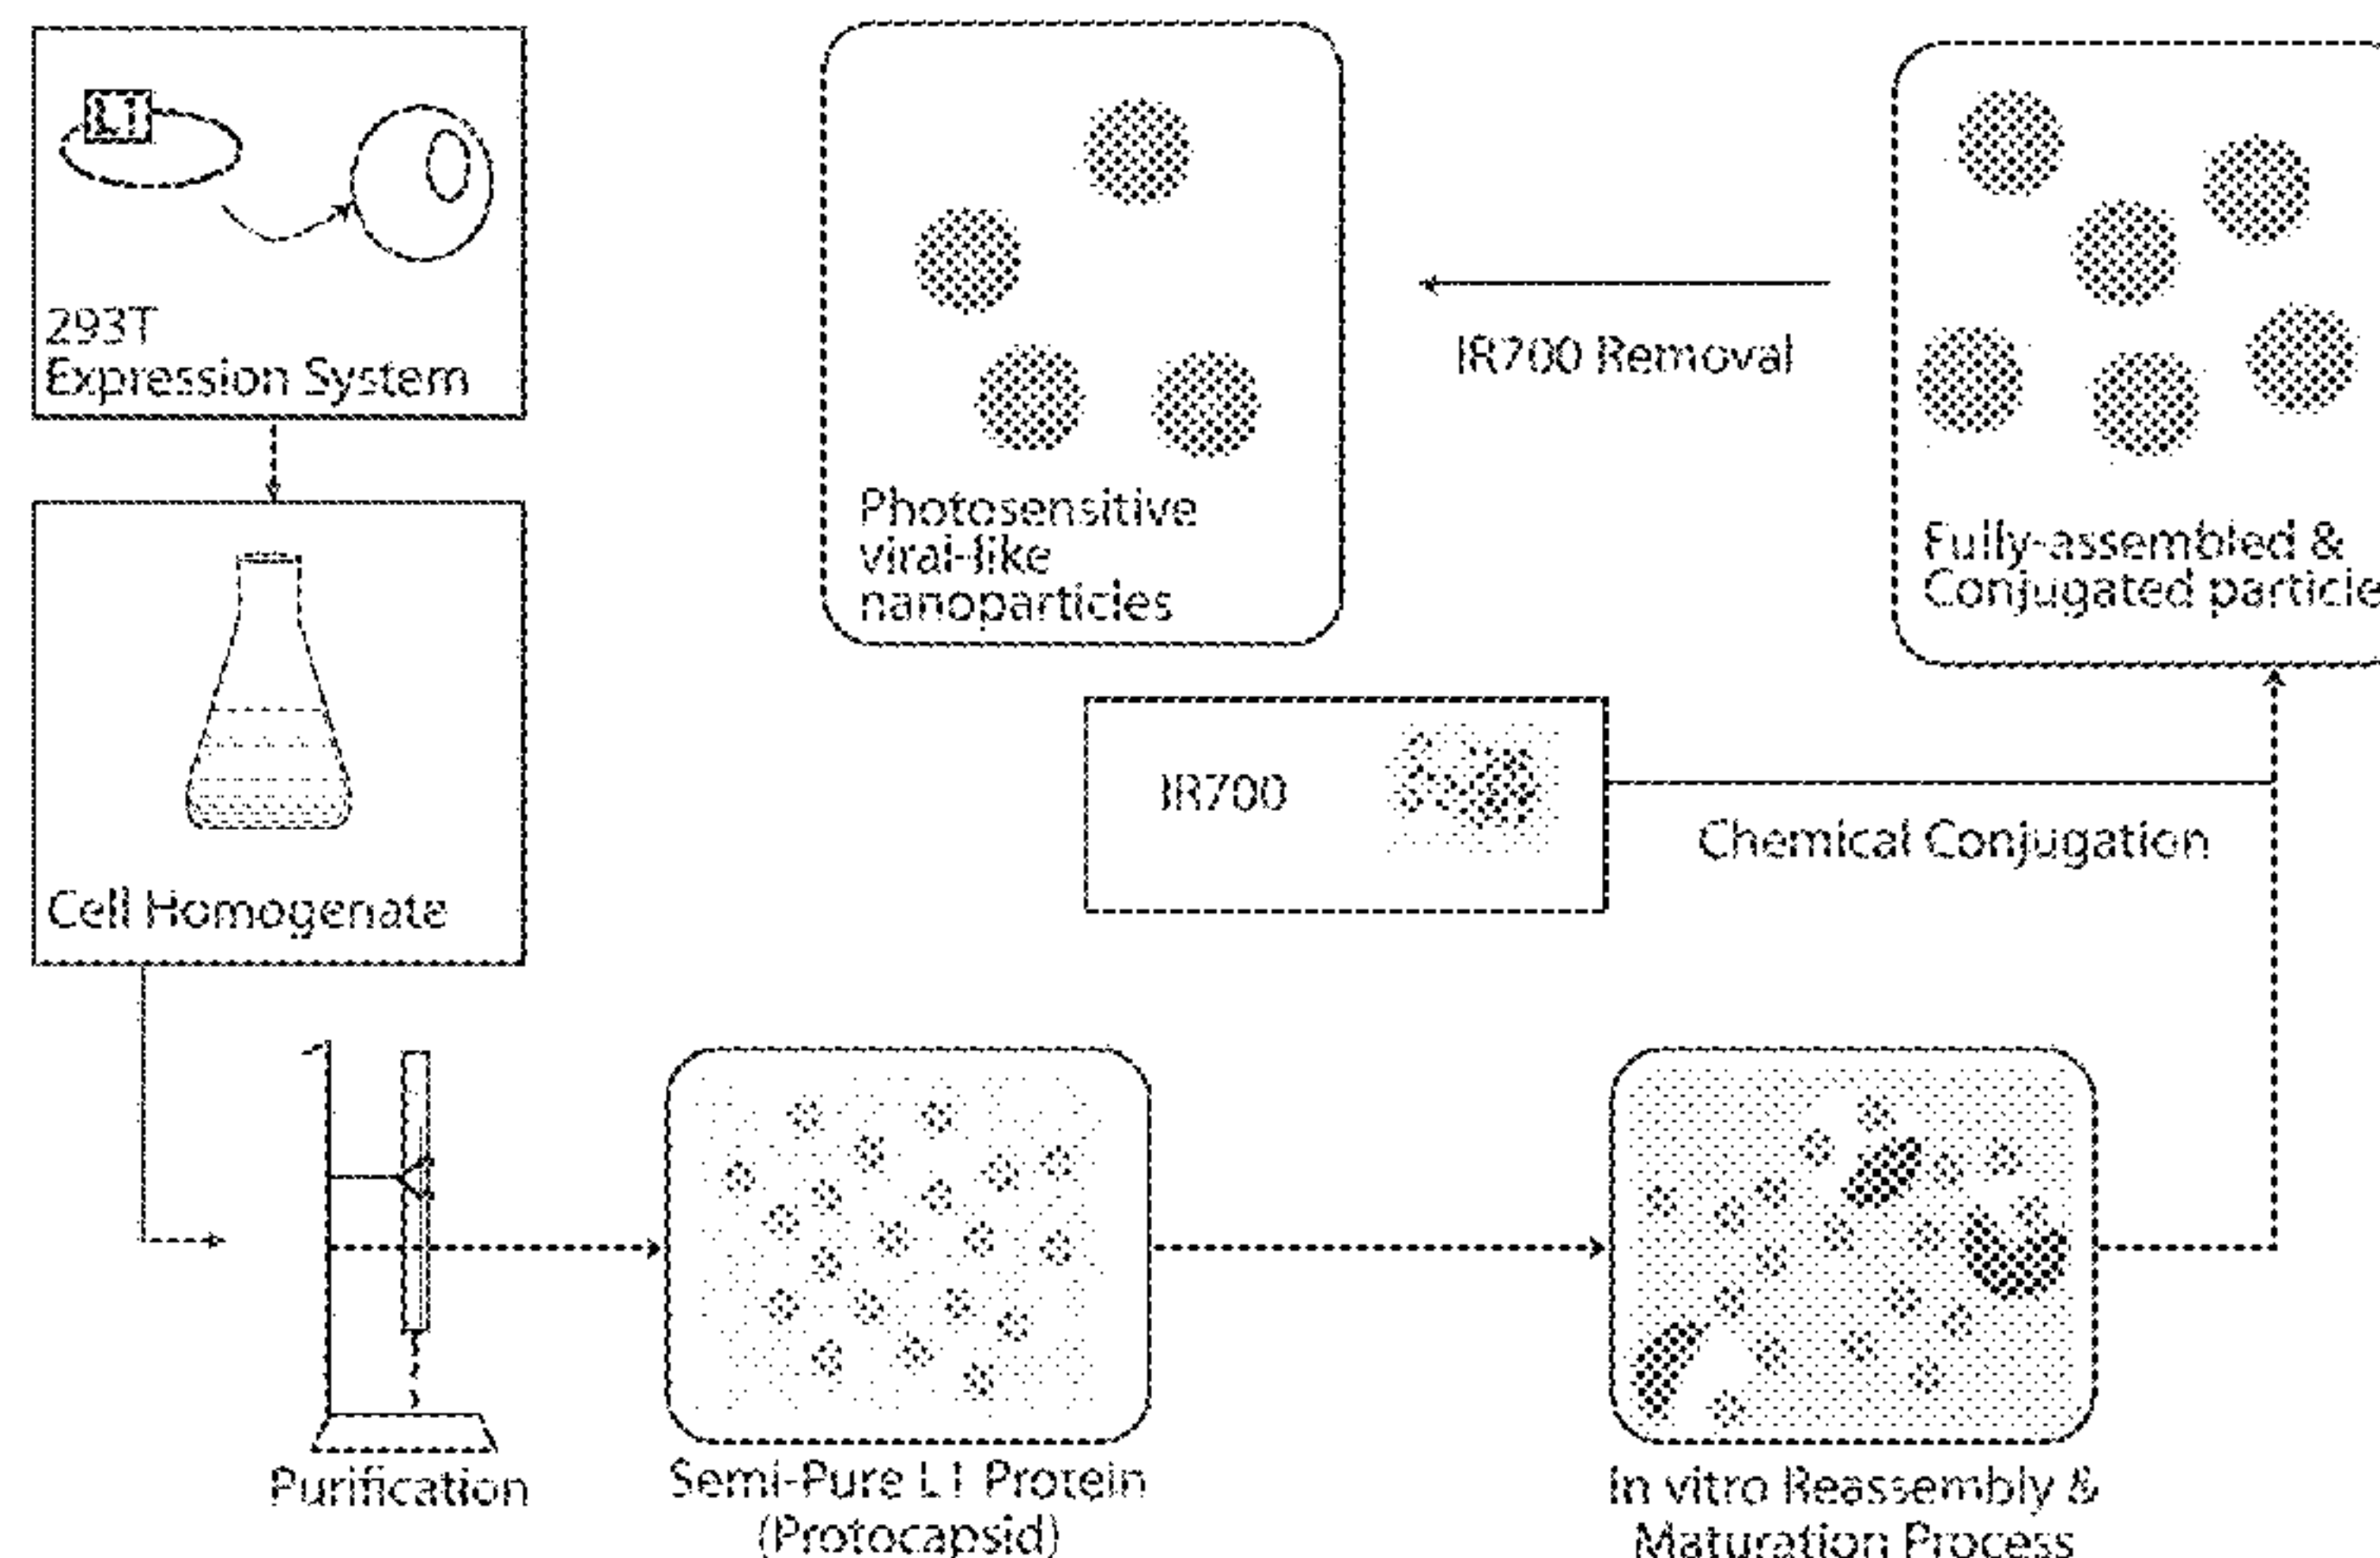 L1
293T
Expression System
Cell Homogenate
Purification
Semi-Pure L1 Protein
(Protocapsid)
In vitro Reassembly &
Maturation Process
IR700
Chemical Conjugation
Fully-assembled &
Conjugated particle
IR700 Removal
Photosensitive
viral-like
nanoparticles